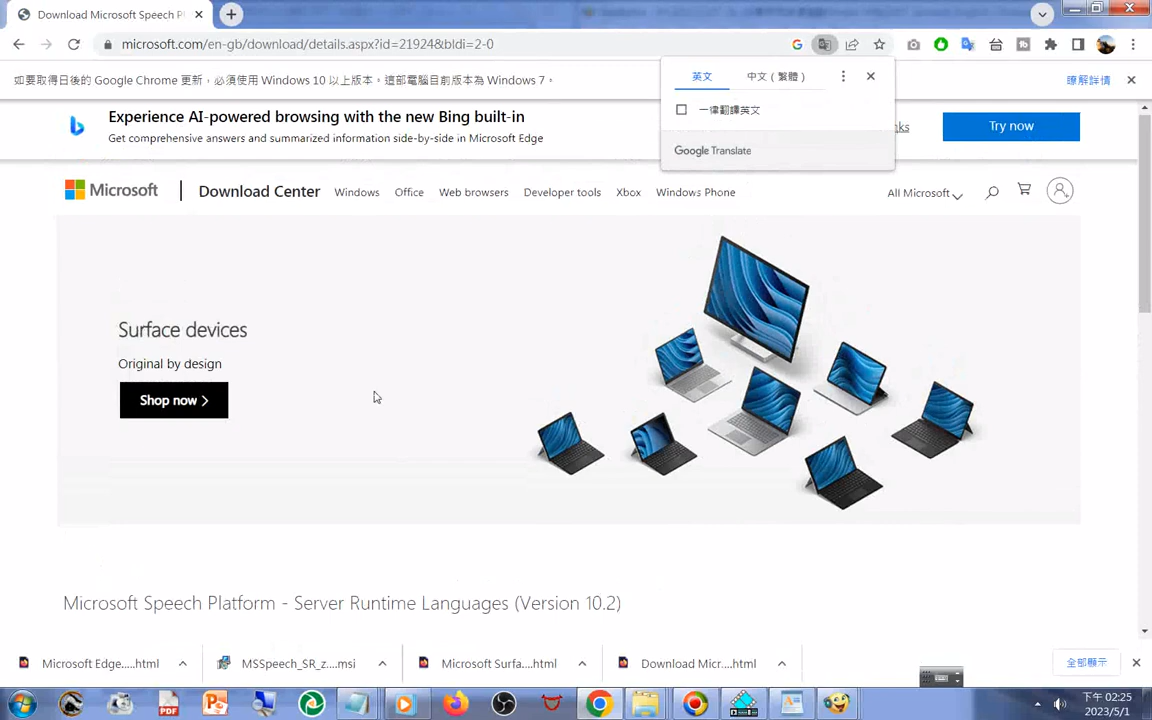 Download Microsoft Speech P
microsoft.com/en-gb/download/details.aspx?id=21924&bldi=2-0
如要取得日後的 Google Chrome 更新，必須使用 Windows 10 以上版本。這部電腦目前版本為 Windows 7。
瞭解詳情
英文
中文（繁體）
一律翻譯英文
Google Translate
Experience AI-powered browsing with the new Bing built-in
Get comprehensive answers and summarized information side-by-side in Microsoft Edge
Try now
Microsoft
Download Center
Windows
Office
Web browsers
Developer tools
Xbox
Windows Phone
All Microsoft
Surface devices
Original by design
Shop now
Microsoft Speech Platform - Server Runtime Languages (Version 10.2)
Microsoft Edge.....html
MSSpeech_SR_z....msi
Microsoft Surfa....html
Download Micr....html
全部顯示
下午 02:25
2023/5/1